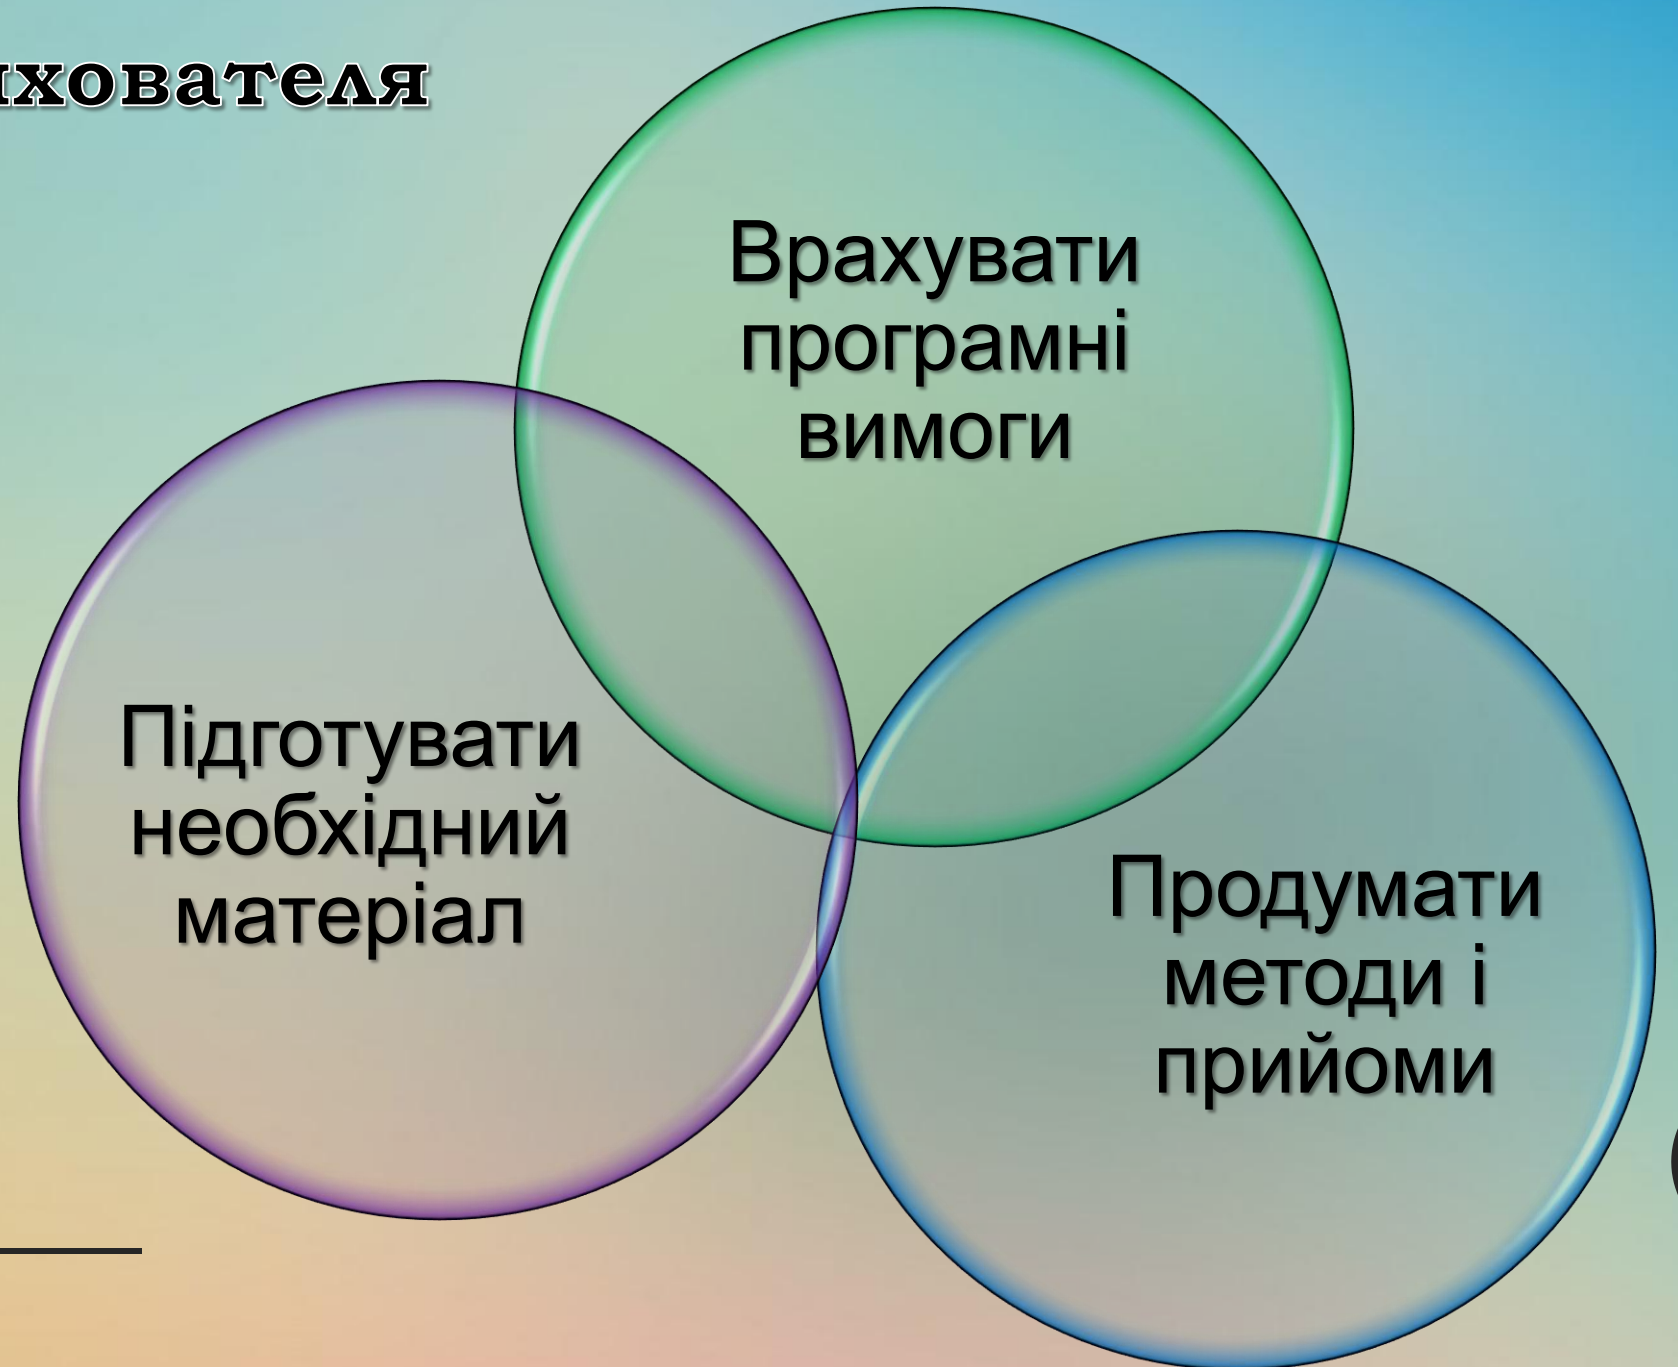 ихователя
Врахувати
програмні
вимоги
Підготувати
необхідний
матеріал
Продумати
методи і
прийоми